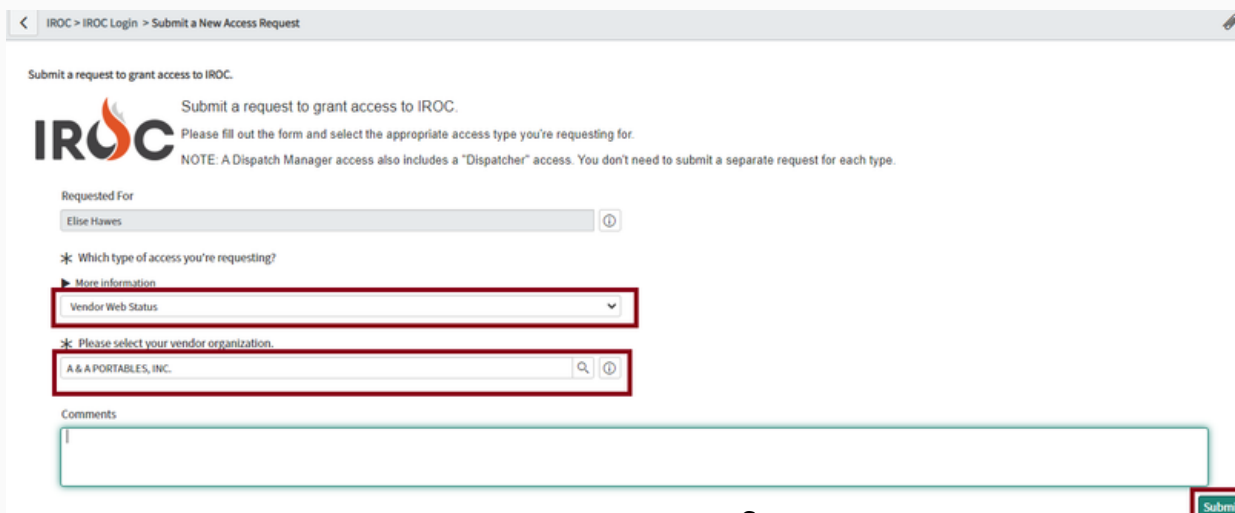 IROC > IROC Login > Submit a New Access Request
Submit a request to grant access to IROC.
IROC
Submit a request to grant access to IROC.
Please fill out the form and select the appropriate access type you're requesting for.
NOTE: A Dispatch Manager access also includes a "Dispatcher" access. You don't need to submit a separate request for each type.
Requested For
Elise Hawes
* Which type of access you're requesting?
▶ More information
Vendor Web Status
* Please select your vendor organization.
A & A PORTABLES, INC.
Comments
Submi